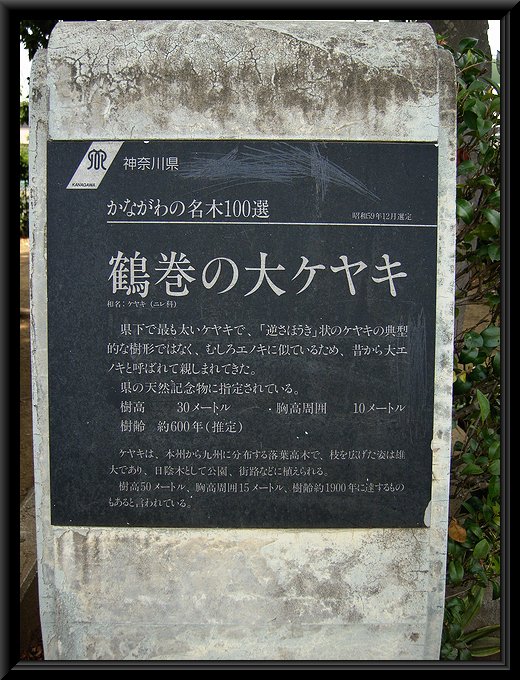 神奈川県
KANAGAWA
かながわの名木100選
昭和59年12月選定
鶴巻の大ケヤキ
和名：ケヤキ（ニレ科）
県下で最も太いケヤキで、「逆さほうき」状のケヤキの典型
的な樹形ではなく、むしろエノキに似ているため、昔から大エ
ノキと呼ばれて親しまれてきた。
県の天然記念物に指定されている。
樹高 30メートル ・胸高周囲 10メートル
樹齢 約600年（推定）
ケヤキは、本州から九州に分布する落葉高木で、枝を広げた姿は雄
大であり、日陰木として公園、街路などに植えられる。
樹高50メートル、胸高周囲15メートル、樹齢約1900年に達するもの
もあると言われている。